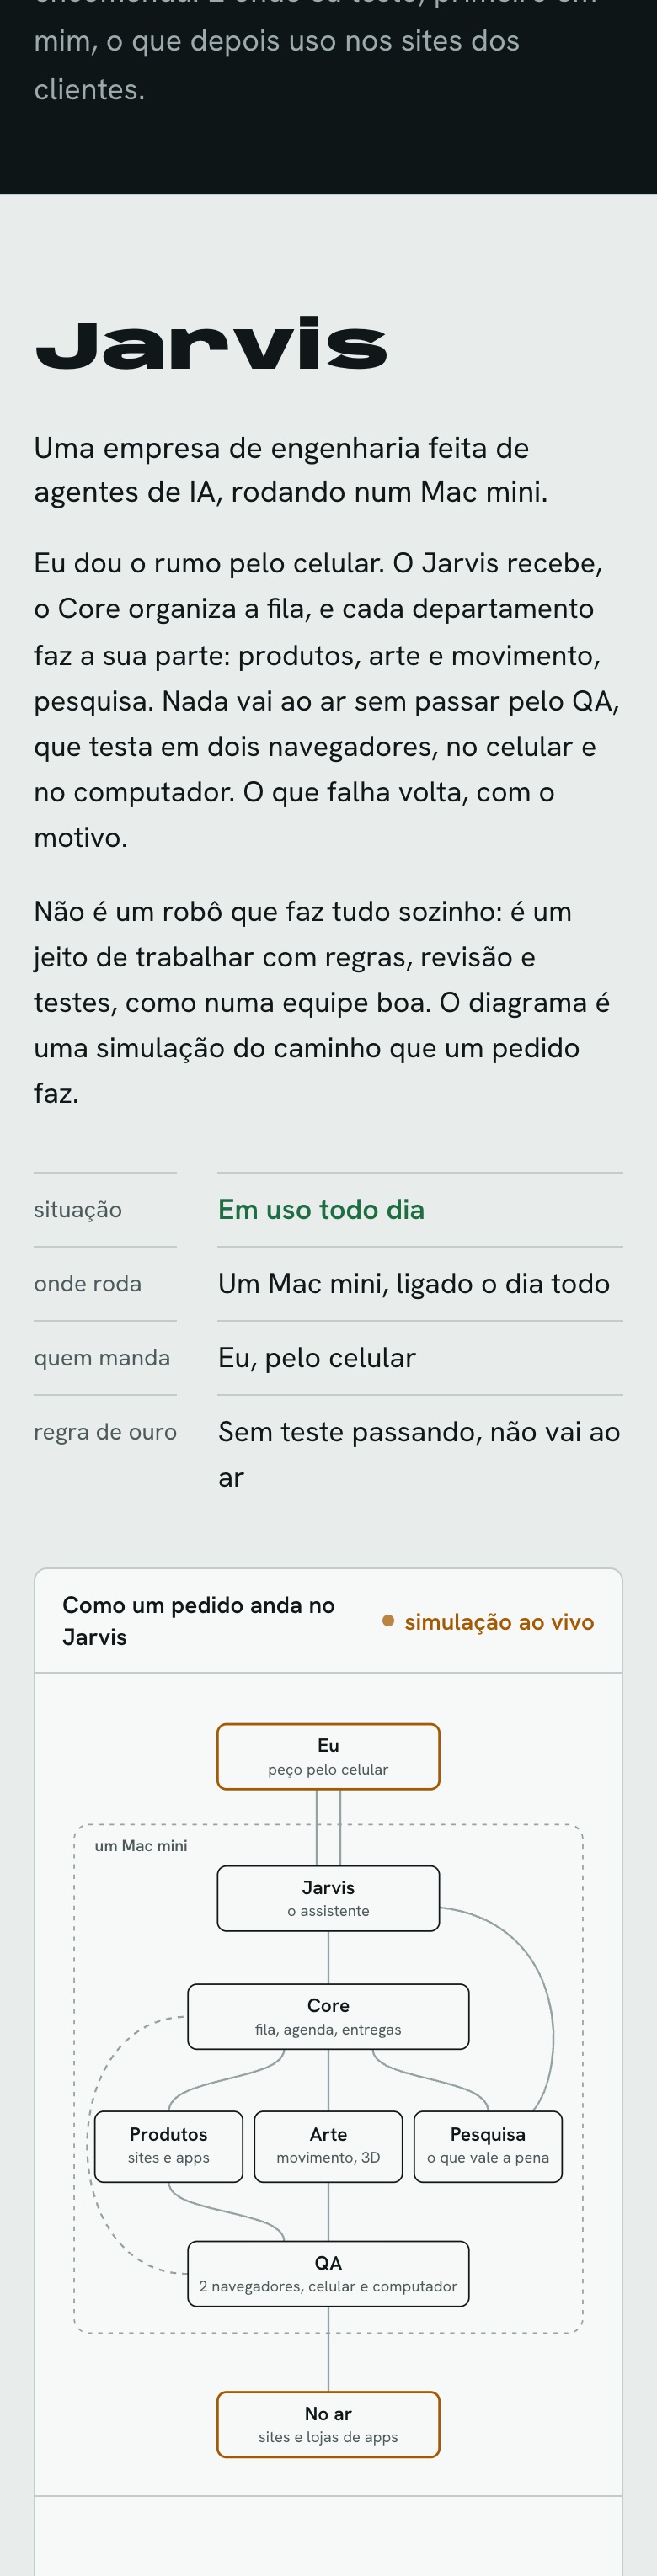 mim, o que depois uso nos sites dos
clientes.
Jarvis
Uma empresa de engenharia feita de
agentes de IA, rodando num Mac mini.
Eu dou o rumo pelo celular. O Jarvis recebe,
o Core organiza a fila, e cada departamento
faz a sua parte: produtos, arte e movimento,
pesquisa. Nada vai ao ar sem passar pelo QA,
que testa em dois navegadores, no celular e
no computador. O que falha volta, com o
motivo.
Não é um robô que faz tudo sozinho: é um
jeito de trabalhar com regras, revisão e
testes, como numa equipe boa. O diagrama é
uma simulação do caminho que um pedido
faz.
situação
Em uso todo dia
onde roda
Um Mac mini, ligado o dia todo
quem manda
Eu, pelo celular
regra de ouro
Sem teste passando, não vai ao
ar
Como um pedido anda no
Jarvis
simulação ao vivo
Eu
peço pelo celular
um Mac mini
Jarvis
o assistente
Core
fila, agenda, entregas
Produtos
sites e apps
Arte
movimento, 3D
Pesquisa
o que vale a pena
QA
2 navegadores, celular e computador
No ar
sites e lojas de apps